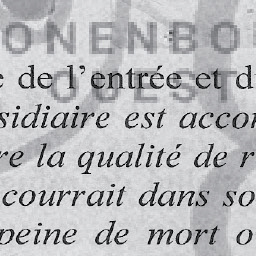 ONENBO
e de l'entrée et d
OUEST
sidiaire est accor
re la qualité de r
courrait dans so
peine de mort o